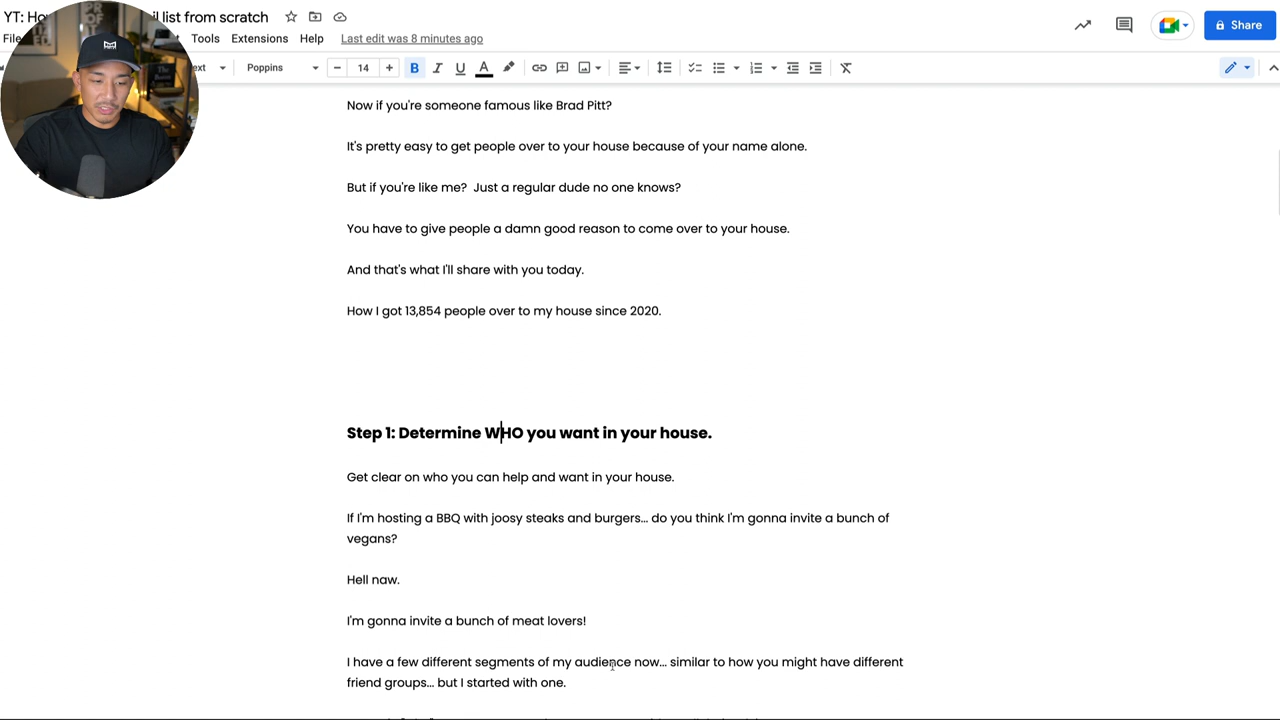 YT: Ho il list from scratch
File Tools Extensions Help Last edit was 8 minutes ago
Share
ext Poppins 14 B I U A
Now if you're someone famous like Brad Pitt?
It's pretty easy to get people over to your house because of your name alone.
But if you're like me? Just a regular dude no one knows?
You have to give people a damn good reason to come over to your house.
And that's what I'll share with you today.
How I got 13,854 people over to my house since 2020.
Step 1: Determine WHO you want in your house.
Get clear on who you can help and want in your house.
If I'm hosting a BBQ with joosy steaks and burgers... do you think I'm gonna invite a bunch of
vegans?
Hell naw.
I'm gonna invite a bunch of meat lovers!
I have a few different segments of my audience now... similar to how you might have different
friend groups... but I started with one.